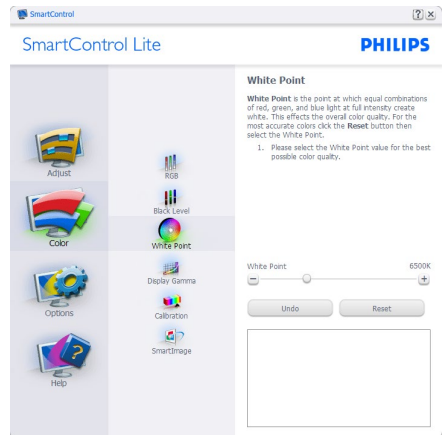 SmartControl
? ×
SmartControl Lite
PHILIPS
Adjust
Color
Options
Help
RGB
Black Level
White Point
Display Gamma
Calibration
SmartImage
White Point
White Point is the point at which equal combinations
of red, green, and blue light at full intensity create
white. This effects the overall color quality. For the
most accurate colors click the Reset button then
select the White Point.
1. Please select the White Point value for the best
possible color quality.
White Point 6500K
Undo Reset